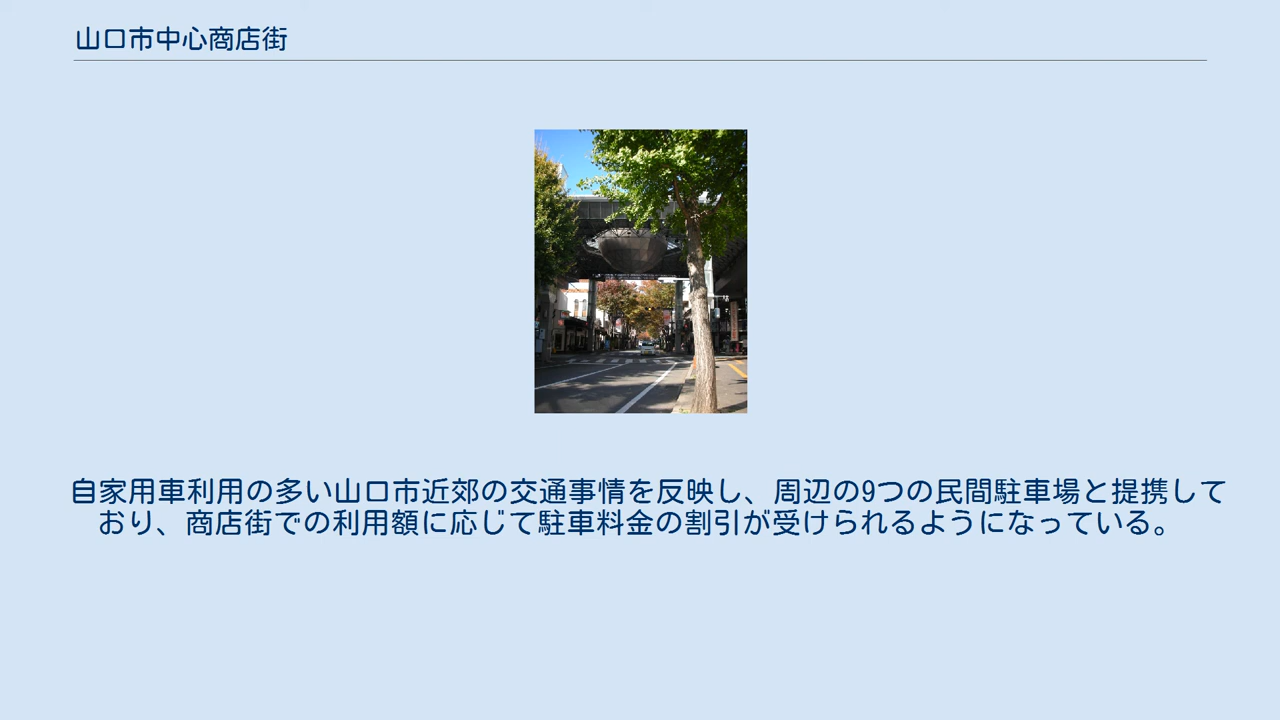 山口市中心商店街
自家用車利用の多い山口市近郊の交通事情を反映し、周辺の9つの民間駐車場と提携して
おり、商店街での利用額に応じて駐車料金の割引が受けられるようになっている。